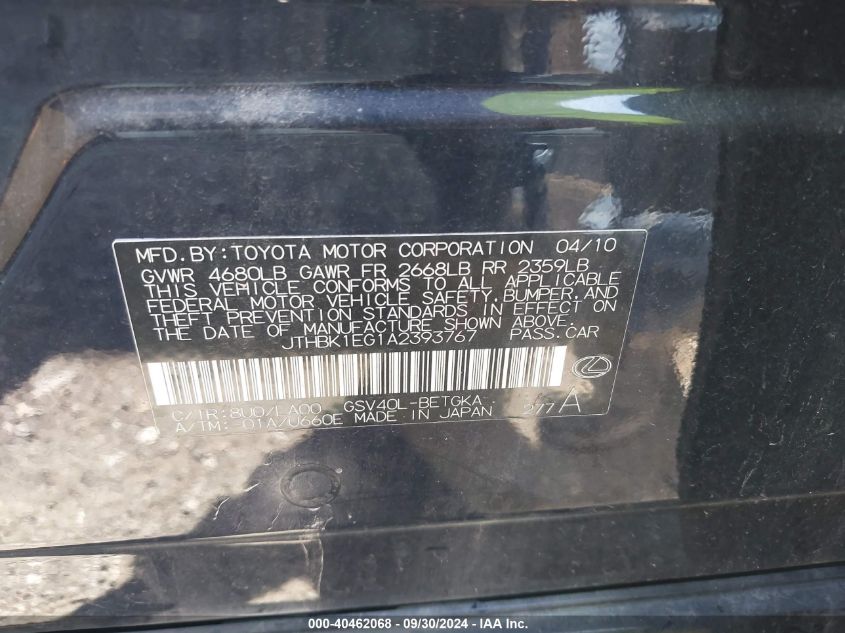 MFD. BY: TOYOTA MOTOR CORPORATION 04/10
GVWR 4680LB GAWR FR 2668LB RR 2359LB
THIS VEHICLE CONFORMS TO ALL APPLICABLE
FEDERAL MOTOR VEHICLE SAFETY, BUMPER, AND
THEFT PREVENTION STANDARDS IN EFFECT ON
THE DATE OF MANUFACTURE SHOWN ABOVE.
JTHBK1EG1A2393767 PASS. CAR
C/TR: 8U0/LA00 GSV40L-BETGKA
A/TM: -01A/U660E MADE IN JAPAN 277 A
000-40462068 - 09/30/2024 - © IAA, Inc.